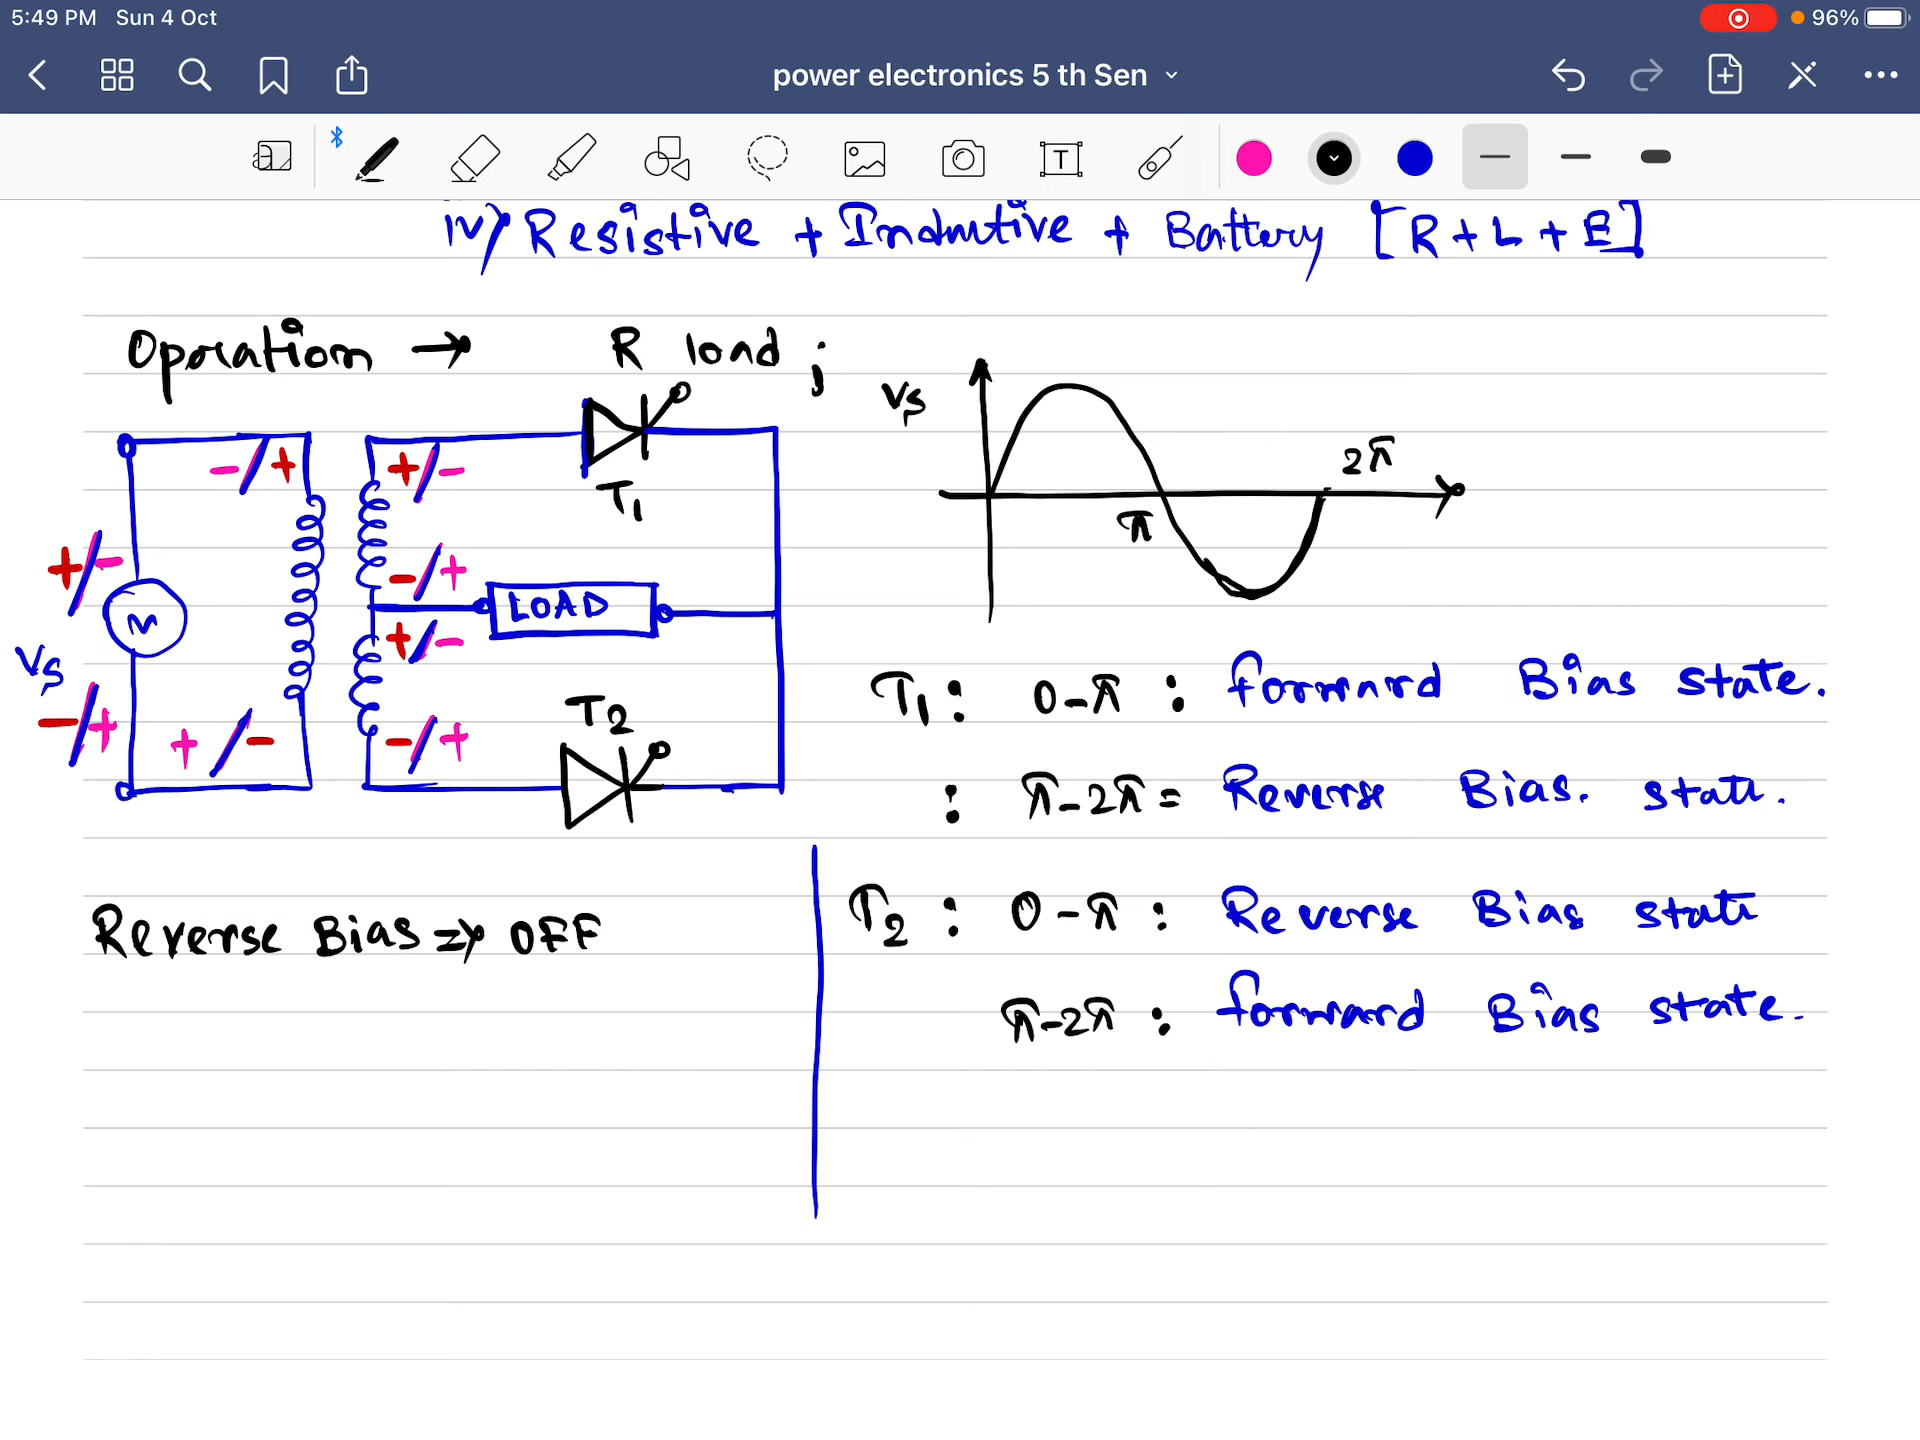 5:49 PM Sun 4 Oct
96%
power electronics 5 th Sen
T
iv) Resistive + Inductive + Battery [R+L+E]
Operation → R load ;
Vs
2π
π
+/-
-/+
+/-
T1
-/+
LOAD
+/-
Vs
-/+
+/-
-/+
T2
T1 : 0-π : forward Bias state.
: π-2π = Reverse Bias. state.
Reverse Bias => OFF
T2 : 0-π : Reverse Bias state
π-2π : forward Bias state.